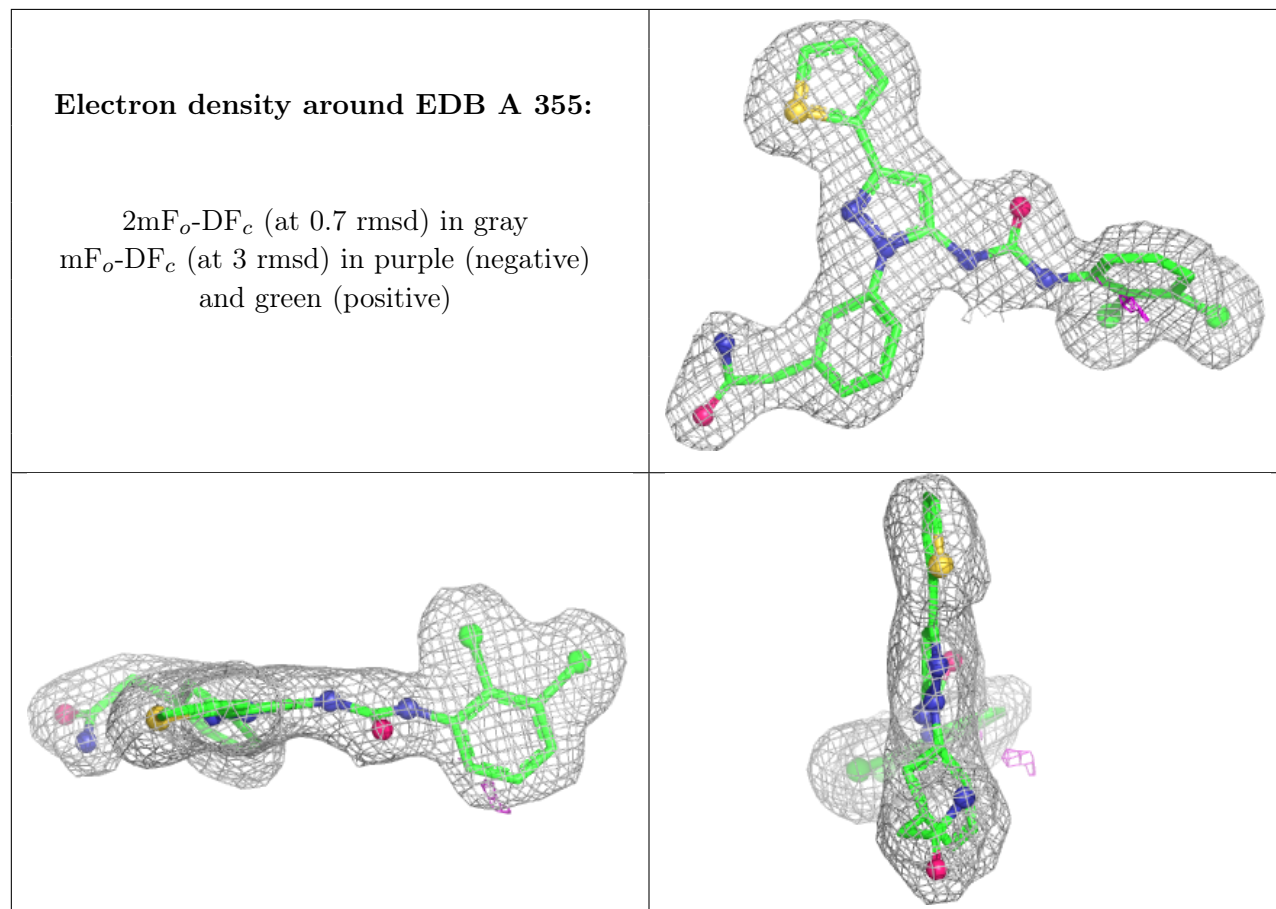 Electron density around EDB A 355:
2mFo-DFc (at 0.7 rmsd) in gray
mFo-DFc (at 3 rmsd) in purple (negative)
and green (positive)